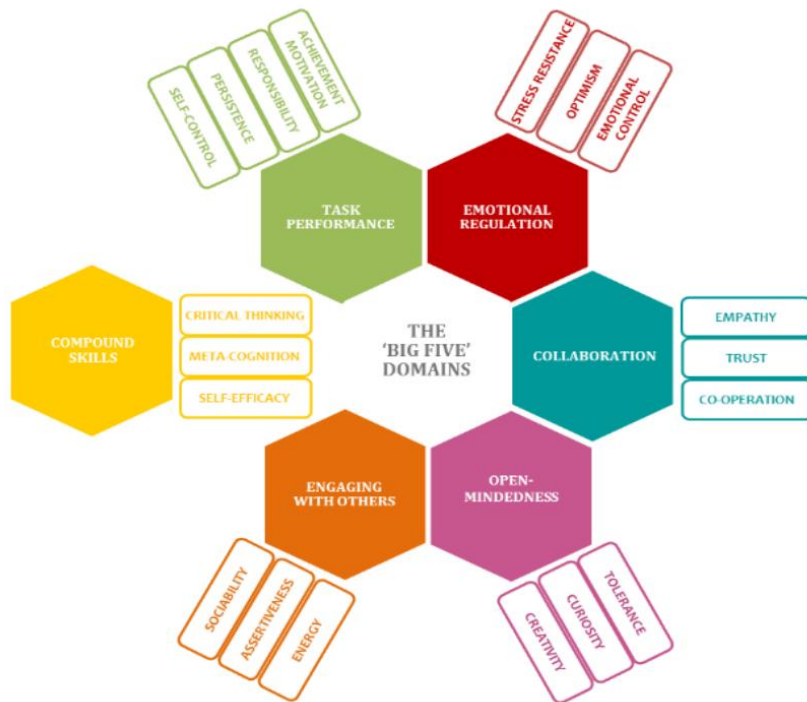 ACHIEVEMENT
MOTIVATION
RESPONSIBILITY
PERSISTENCE
SELF-CONTROL
STRESS RESISTANCE
OPTIMISM
EMOTIONAL
CONTROL
TASK
PERFORMANCE
EMOTIONAL
REGULATION
COMPOUND
SKILLS
CRITICAL THINKING
META-COGNITION
SELF-EFFICACY
THE
‘BIG FIVE’
DOMAINS
COLLABORATION
EMPATHY
TRUST
CO-OPERATION
ENGAGING
WITH OTHERS
OPEN-
MINDEDNESS
SOCIABILITY
ASSERTIVENESS
ENERGY
CREATIVITY
CURIOSITY
TOLERANCE